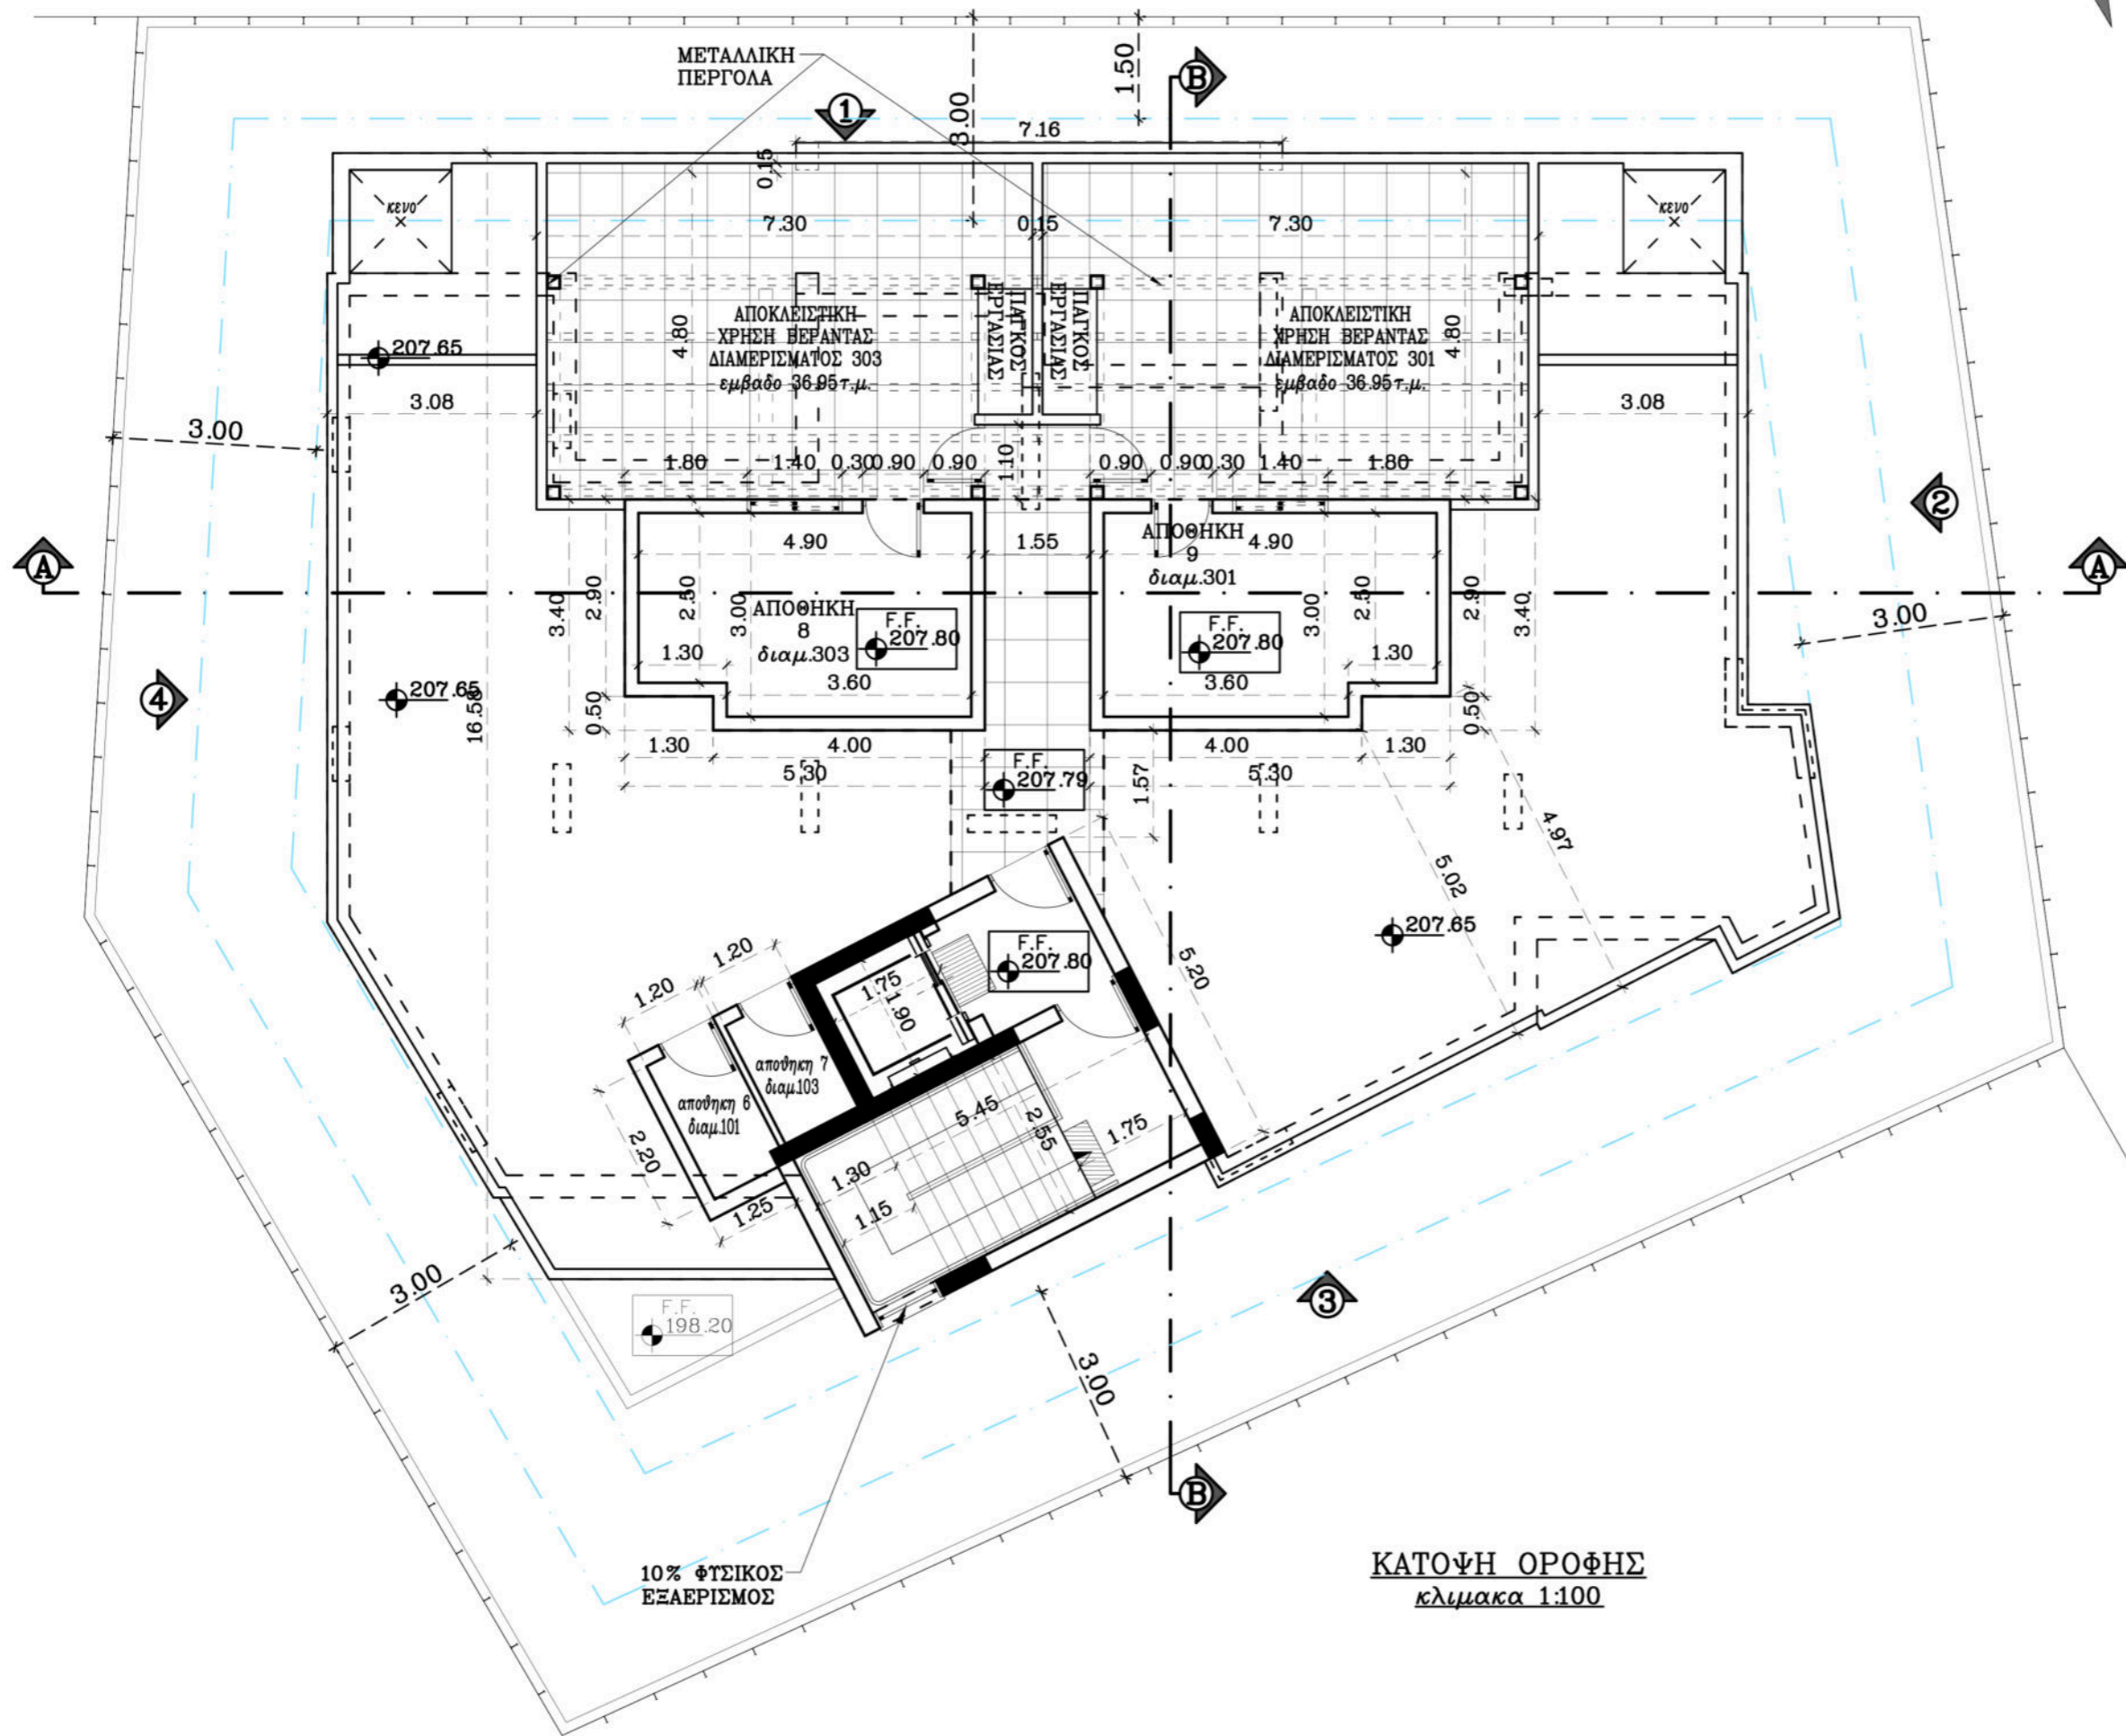 ΜΕΤΑΛΛΙΚΗ
ΠΕΡΓΟΛΑ
1
3.00
1.50
B
7.16
0.15
κενο
κενο
7.30
0.15
7.30
ΑΠΟΚΛΕΙΣΤΙΚΗ
ΧΡΗΣΗ ΒΕΡΑΝΤΑΣ
ΔΙΑΜΕΡΙΣΜΑΤΟΣ 303
εμβαδο 36.95τ.μ.
4.80
ΠΑΓΚΟΣ
ΕΡΓΑΣΙΑΣ
ΠΑΓΚΟΣ
ΕΡΓΑΣΙΑΣ
ΑΠΟΚΛΕΙΣΤΙΚΗ
ΧΡΗΣΗ ΒΕΡΑΝΤΑΣ
ΔΙΑΜΕΡΙΣΜΑΤΟΣ 301
εμβαδο 36.95τ.μ.
4.80
207.65
3.08
3.08
3.00
1.80 1.40 0.30 0.90 0.90
1.10
0.90 0.90 0.30 1.40 1.80
2
A
A
4.90
1.55
4.90
ΑΠΟΘΗΚΗ
9
διαμ.301
3.40
2.90
2.50
3.00
ΑΠΟΘΗΚΗ
8
διαμ.303
F.F.
207.80
F.F.
207.80
3.00
2.50
2.90
3.40
3.00
1.30
3.60
3.60
1.30
4
207.65
16.58
0.50
0.50
1.30
4.00
4.00
1.30
5.30
F.F.
207.79
1.57
5.30
4.97
5.02
207.65
5.20
F.F.
207.80
1.20
1.20
1.75
1.90
αποθηκη 7
διαμ.103
αποθηκη 6
διαμ.101
2.20
1.25
1.30
1.15
5.45
2.55
1.75
3.00
F.F.
198.20
3
3.00
B
10% ΦΥΣΙΚΟΣ
ΕΞΑΕΡΙΣΜΟΣ
ΚΑΤΟΨΗ ΟΡΟΦΗΣ
κλιμακα 1:100